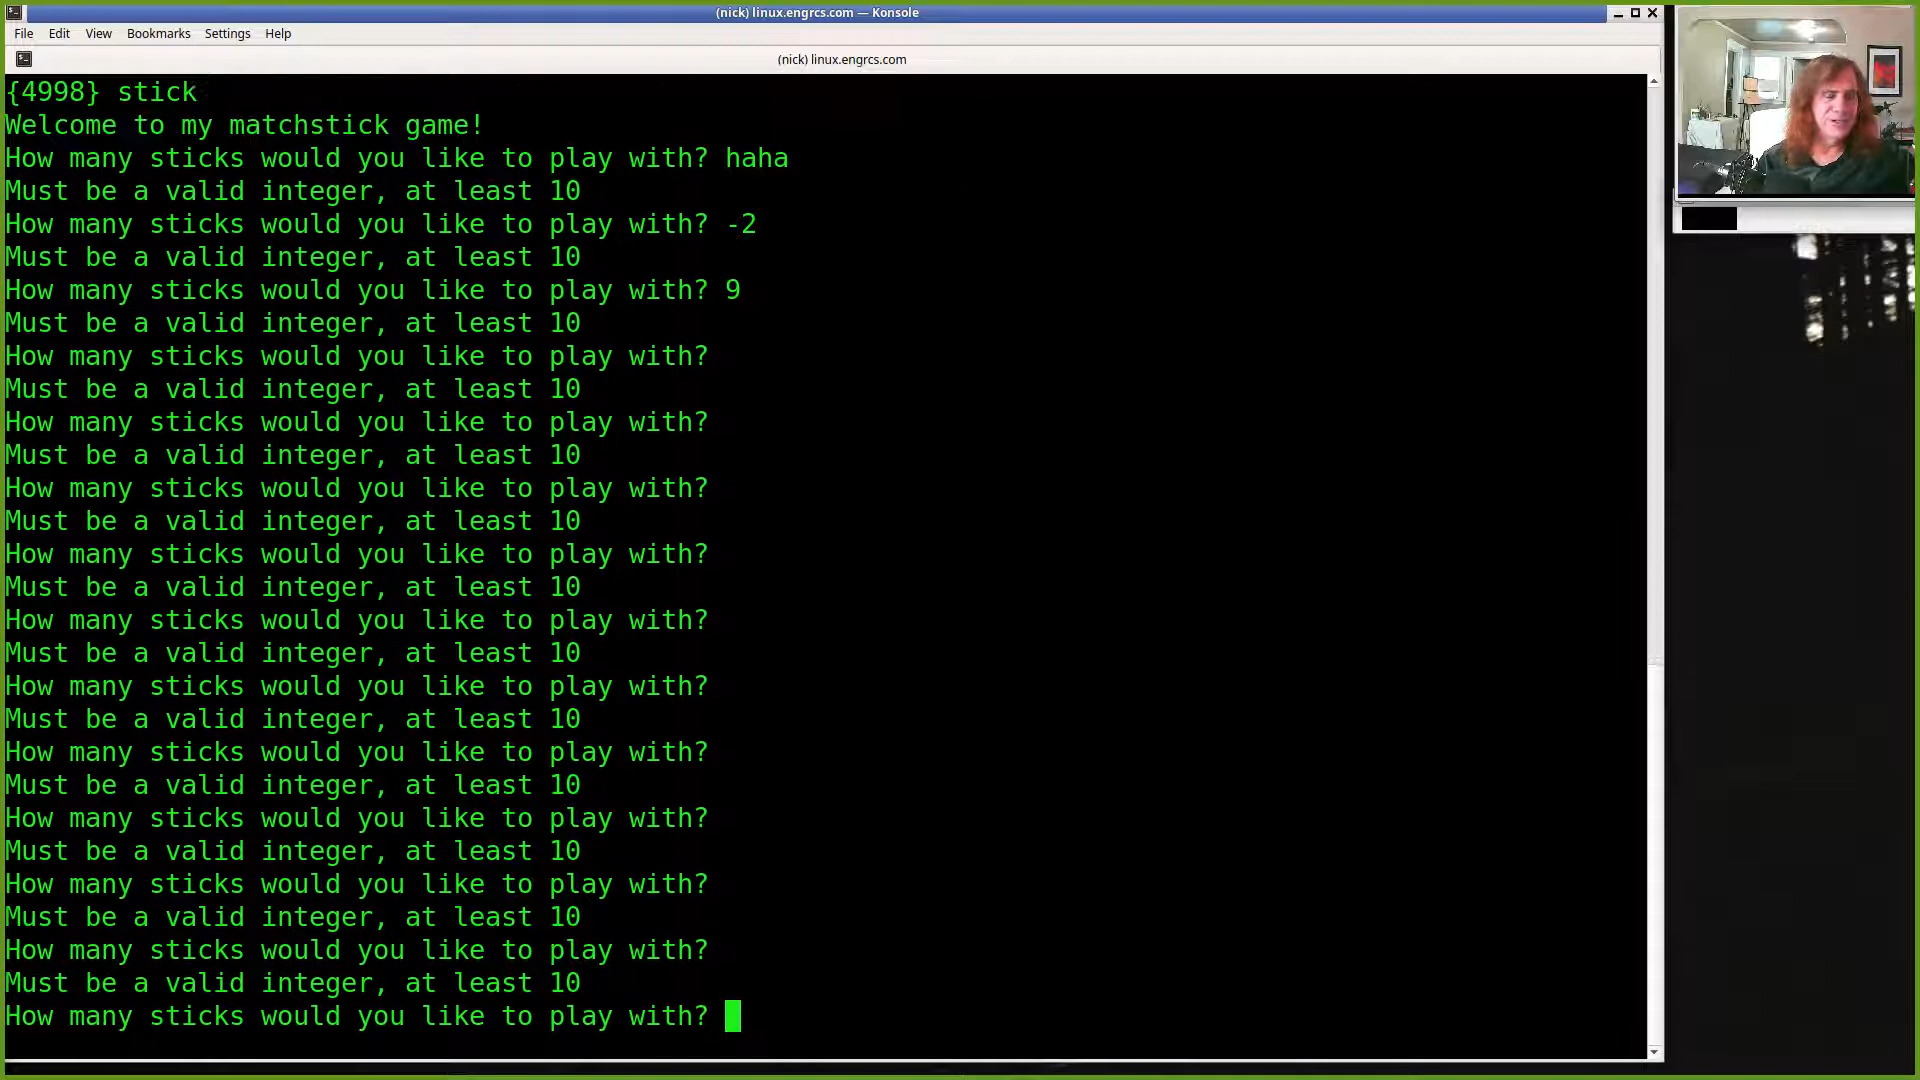 (nick) linux.engrcs.com — Konsole
File Edit View Bookmarks Settings Help
(nick) linux.engrcs.com
{4998} stick
Welcome to my matchstick game!
How many sticks would you like to play with? haha
Must be a valid integer, at least 10
How many sticks would you like to play with? -2
Must be a valid integer, at least 10
How many sticks would you like to play with? 9
Must be a valid integer, at least 10
How many sticks would you like to play with?
Must be a valid integer, at least 10
How many sticks would you like to play with?
Must be a valid integer, at least 10
How many sticks would you like to play with?
Must be a valid integer, at least 10
How many sticks would you like to play with?
Must be a valid integer, at least 10
How many sticks would you like to play with?
Must be a valid integer, at least 10
How many sticks would you like to play with?
Must be a valid integer, at least 10
How many sticks would you like to play with?
Must be a valid integer, at least 10
How many sticks would you like to play with?
Must be a valid integer, at least 10
How many sticks would you like to play with?
Must be a valid integer, at least 10
How many sticks would you like to play with?
Must be a valid integer, at least 10
How many sticks would you like to play with?